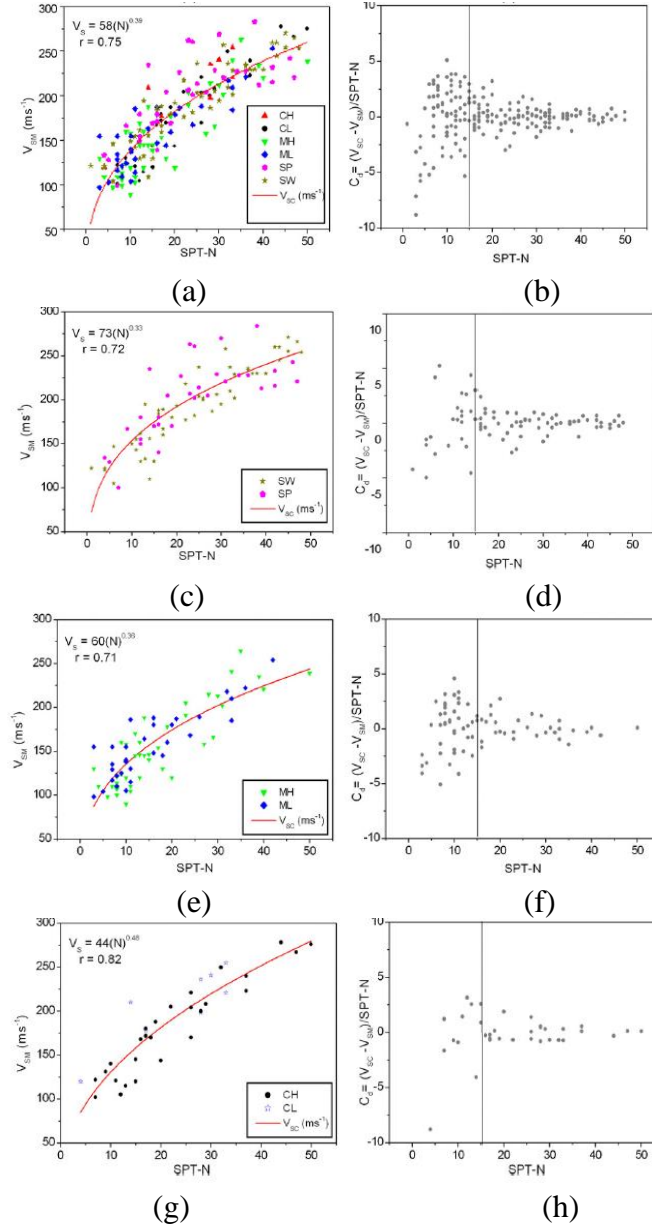 V_S = 58(N)^0.39
r = 0.75
300
250
200
150
100
50
V_SM (ms^-1)
0 10 20 30 40 50
SPT-N
CH
CL
MH
ML
SP
SW
V_SC (ms^-1)
(a)
10
5
0
-5
-10
C_d = (V_SC - V_SM)/SPT-N
0 10 20 30 40 50
SPT-N
(b)
V_S = 73(N)^0.33
r = 0.72
300
250
200
150
100
50
V_SM (ms^-1)
0 10 20 30 40 50
SPT-N
SW
SP
V_SC (ms^-1)
(c)
10
5
0
-5
-10
C_d = (V_SC - V_SM)/SPT-N
0 10 20 30 40 50
SPT-N
(d)
V_S = 60(N)^0.36
r = 0.71
300
250
200
150
100
50
V_SM (ms^-1)
0 10 20 30 40 50
SPT-N
MH
ML
V_SC (ms^-1)
(e)
10
5
0
-5
-10
C_d = (V_SC - V_SM)/SPT-N
0 10 20 30 40 50
SPT-N
(f)
V_S = 44(N)^0.48
r = 0.82
300
250
200
150
100
50
V_SM (ms^-1)
0 10 20 30 40 50
SPT-N
CH
CL
V_SC (ms^-1)
(g)
10
5
0
-5
-10
C_d = (V_SC - V_SM)/SPT-N
0 10 20 30 40 50
SPT-N
(h)